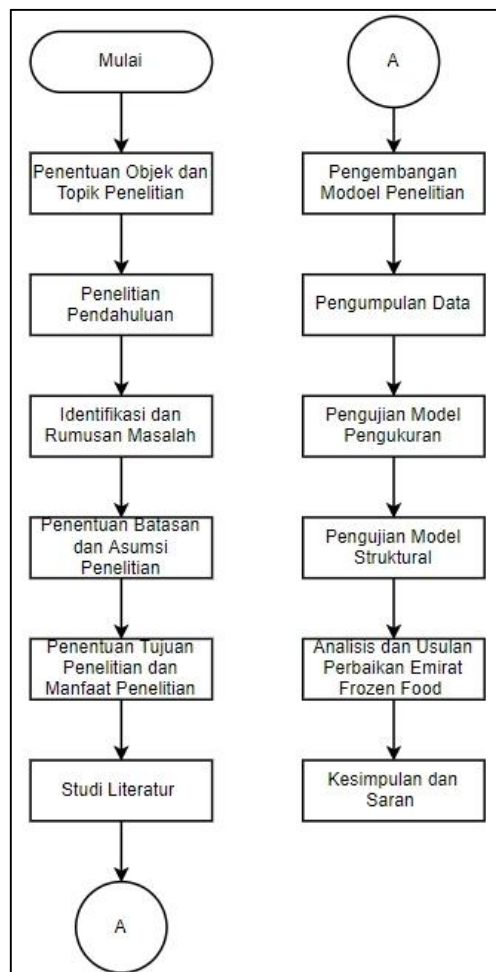 Mulai
Penentuan Objek dan
Topik Penelitian
Penelitian
Pendahuluan
Identifikasi dan
Rumusan Masalah
Penentuan Batasan
dan Asumsi
Penelitian
Penentuan Tujuan
Penelitian dan
Manfaat Penelitian
Studi Literatur
A
A
Pengembangan
Modoel Penelitian
Pengumpulan Data
Pengujian Model
Pengukuran
Pengujian Model
Struktural
Analisis dan Usulan
Perbaikan Emirat
Frozen Food
Kesimpulan dan
Saran